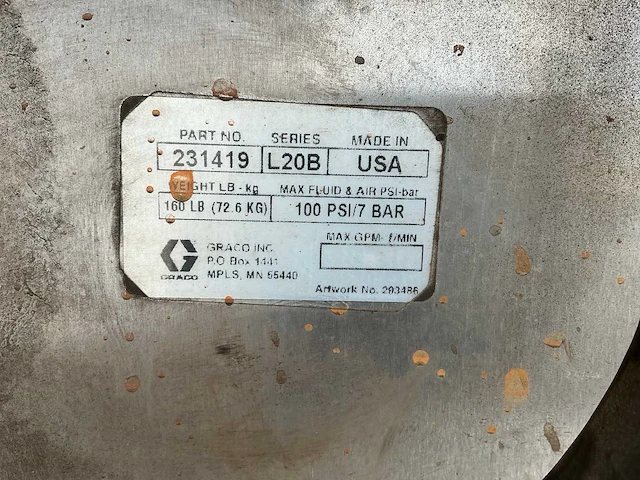 PART NO. SERIES MADE IN
231419 L20B USA
WEIGHT LB - kg MAX FLUID & AIR PSI-bar
160 LB (72.6 KG) 100 PSI/7 BAR
MAX GPM- l/MIN
GRACO INC.
P.O Box 1441
MPLS, MN 55440
GRACO
Artwork No. 293486